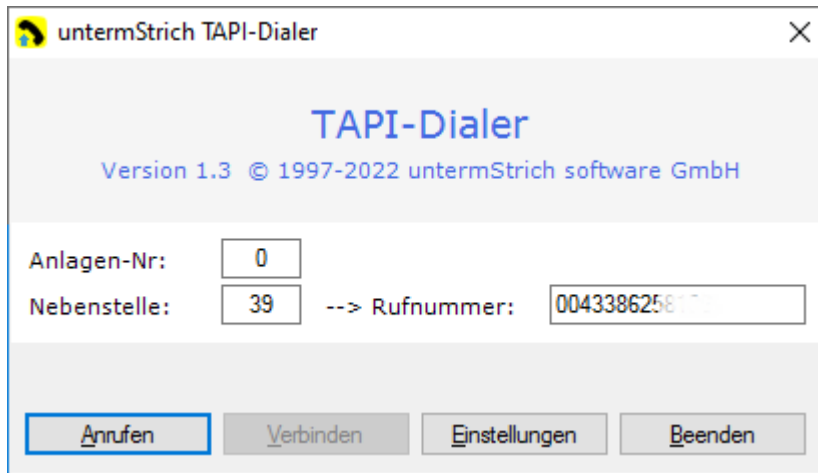 untermStrich TAPI-Dialer
TAPI-Dialer
Version 1.3 © 1997-2022 untermStrich software GmbH
Anlagen-Nr: 0
Nebenstelle: 39 --> Rufnummer:
Anrufen Verbinden Einstellungen Beenden